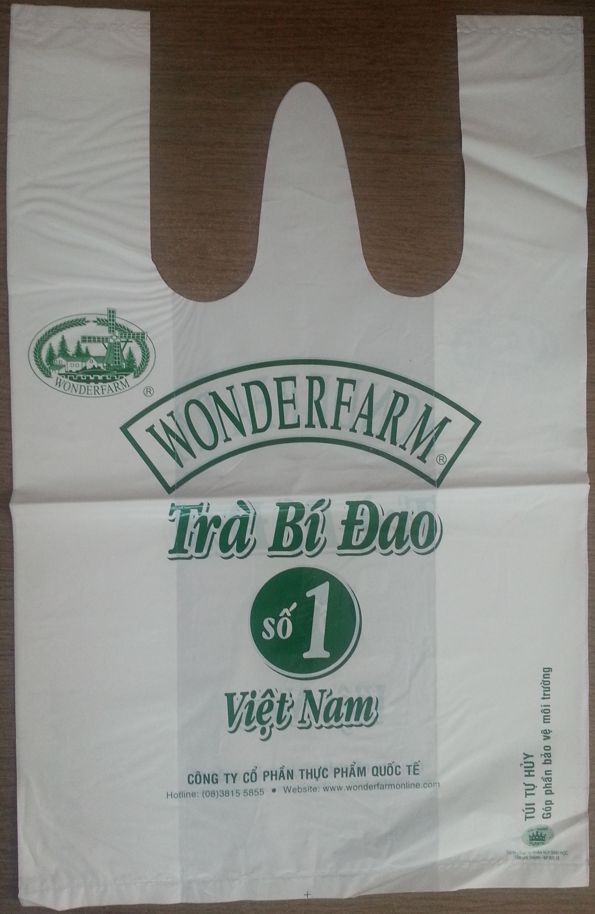 WONDERFARM
®
WONDERFARM
®
Trà Bí Đao
số 1
Việt Nam
CÔNG TY CỔ PHẦN THỰC PHẨM QUỐC TẾ
Hotline: (08)3815 5855 • Website: www.wonderfarmonline.com
TÚI TỰ HỦY
Góp phần bảo vệ môi trường